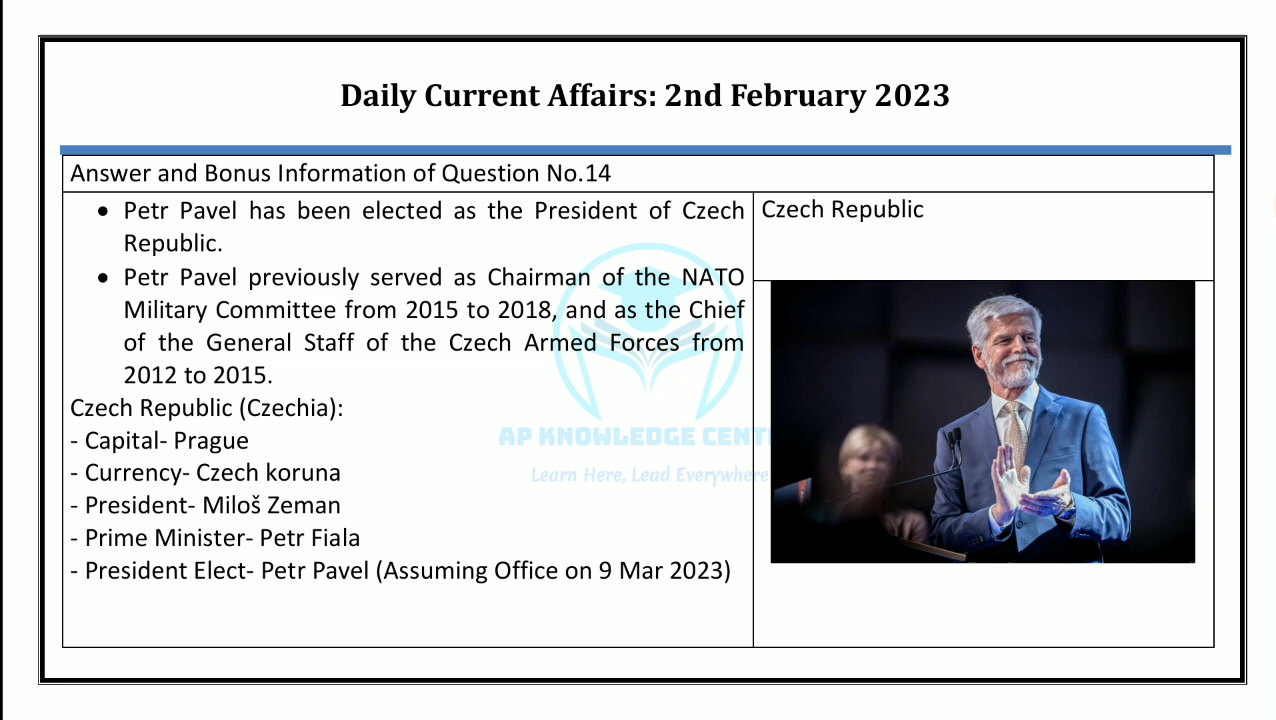 Daily Current Affairs: 2nd February 2023
Answer and Bonus Information of Question No.14
• Petr Pavel has been elected as the President of Czech
Republic.
• Petr Pavel previously served as Chairman of the NATO
Military Committee from 2015 to 2018, and as the Chief
of the General Staff of the Czech Armed Forces from
2012 to 2015.
Czech Republic (Czechia):
- Capital- Prague
- Currency- Czech koruna
- President- Miloš Zeman
- Prime Minister- Petr Fiala
- President Elect- Petr Pavel (Assuming Office on 9 Mar 2023)
Czech Republic
AP KNOWLEDGE CENT
Learn Here, Lead Everywhere